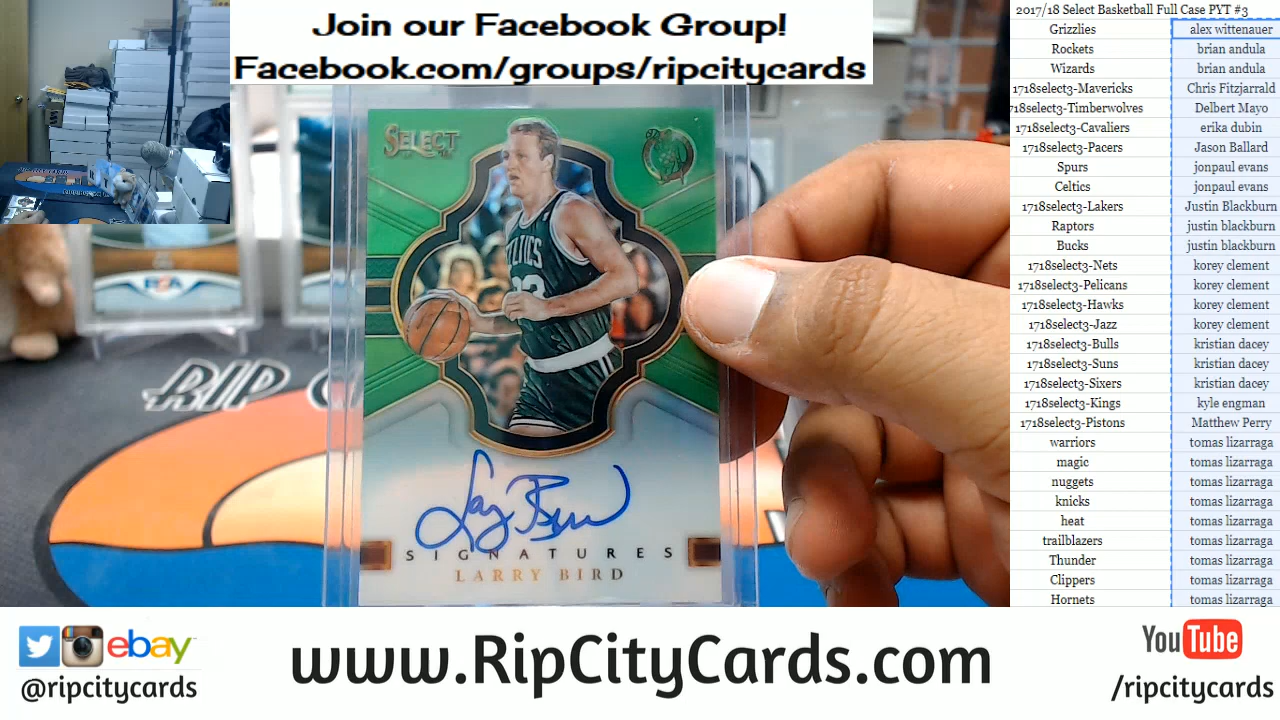 Join our Facebook Group!
Facebook.com/groups/ripcitycards
SELECT
CELTICS
33
Larry Bird
SIGNATURES
LARRY BIRD
RIP
2017/18 Select Basketball Full Case PYT #3
Grizzlies alex wittenauer
Rockets brian andula
Wizards brian andula
1718select3-Mavericks Chris Fitzjarrald
718select3-Timberwolves Delbert Mayo
1718select3-Cavaliers erika dubin
1718select3-Pacers Jason Ballard
Spurs jonpaul evans
Celtics jonpaul evans
1718select3-Lakers Justin Blackburn
Raptors justin blackburn
Bucks justin blackburn
1718select3-Nets korey clement
1718select3-Pelicans korey clement
1718select3-Hawks korey clement
1718select3-Jazz korey clement
1718select3-Bulls kristian dacey
1718select3-Suns kristian dacey
1718select3-Sixers kristian dacey
1718select3-Kings kyle engman
1718select3-Pistons Matthew Perry
warriors tomas lizarraga
magic tomas lizarraga
nuggets tomas lizarraga
knicks tomas lizarraga
heat tomas lizarraga
trailblazers tomas lizarraga
Thunder tomas lizarraga
Clippers tomas lizarraga
Hornets tomas lizarraga
ebay
@ripcitycards
www.RipCityCards.com
YouTube
/ripcitycards